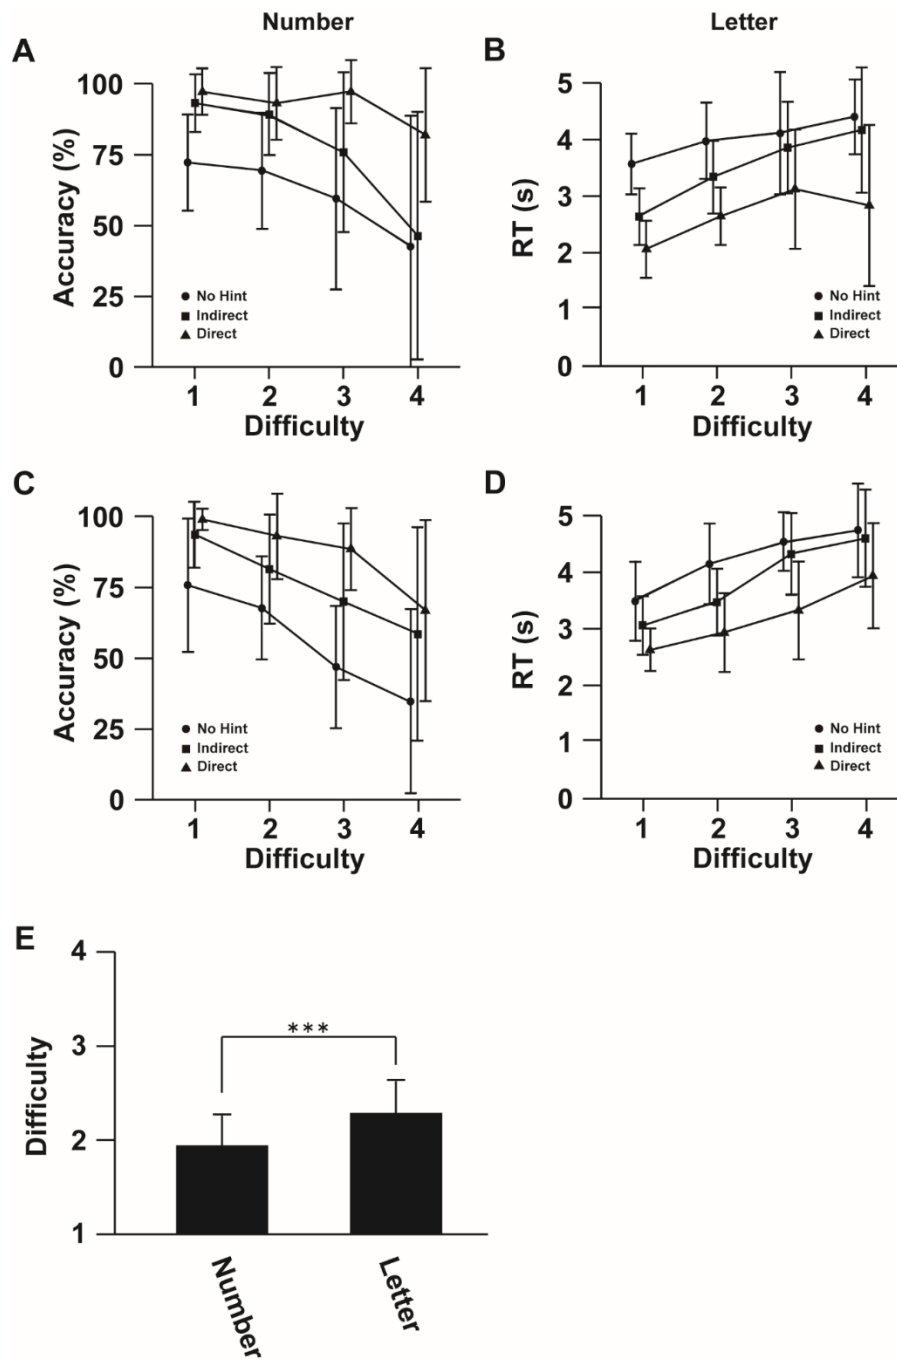 Number
Letter
A
Accuracy (%)
100
75
50
25
0
No Hint
Indirect
Direct
1 2 3 4
Difficulty
B
RT (s)
5
4
3
2
1
0
No Hint
Indirect
Direct
1 2 3 4
Difficulty
C
Accuracy (%)
100
75
50
25
0
No Hint
Indirect
Direct
1 2 3 4
Difficulty
D
RT (s)
5
4
3
2
1
0
No Hint
Indirect
Direct
1 2 3 4
Difficulty
E
Difficulty
4
3
2
1
***
Number
Letter